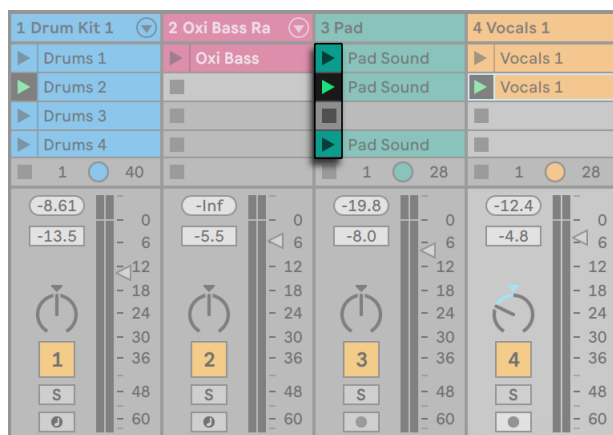 1 Drum Kit 1 2 Oxi Bass Ra 3 Pad 4 Vocals 1
Drums 1 Oxi Bass Pad Sound Vocals 1
Drums 2 Pad Sound Vocals 1
Drums 3
Drums 4 Pad Sound
1 40 1 28 1 28
-8.61 -Inf -19.8 -12.4
0 0 0 0
-13.5 -5.5 -8.0 -4.8
6 6 6 6
12 12 12 12
18 18 18 18
24 24 24 24
30 30 30 30
1 36 2 36 3 36 4 36
S 48 S 48 S 48 S 48
60 60 60 60